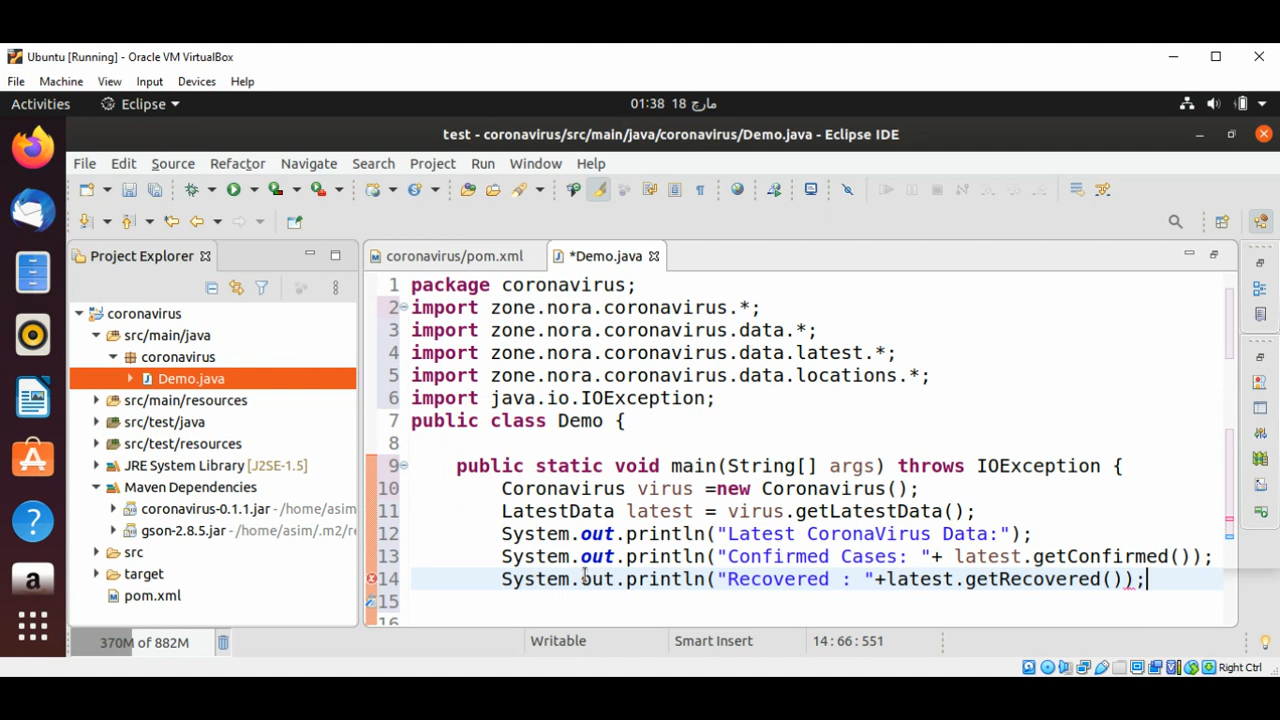 Ubuntu [Running] - Oracle VM VirtualBox
File Machine View Input Devices Help
Activities Eclipse 01:38 18 مارچ
test - coronavirus/src/main/java/coronavirus/Demo.java - Eclipse IDE
File Edit Source Refactor Navigate Search Project Run Window Help
Project Explorer
coronavirus/pom.xml *Demo.java
coronavirus
src/main/java
coronavirus
Demo.java
src/main/resources
src/test/java
src/test/resources
JRE System Library [J2SE-1.5]
Maven Dependencies
coronavirus-0.1.1.jar - /home/asim/
gson-2.8.5.jar - /home/asim/.m2/re
src
target
pom.xml
1 package coronavirus;
2 import zone.nora.coronavirus.*;
3 import zone.nora.coronavirus.data.*;
4 import zone.nora.coronavirus.data.latest.*;
5 import zone.nora.coronavirus.data.locations.*;
6 import java.io.IOException;
7 public class Demo {
8
9 public static void main(String[] args) throws IOException {
10 Coronavirus virus =new Coronavirus();
11 LatestData latest = virus.getLatestData();
12 System.out.println("Latest CoronaVirus Data:");
13 System.out.println("Confirmed Cases: "+ latest.getConfirmed());
14 System.out.println("Recovered : "+latest.getRecovered());
15
16
370M of 882M Writable Smart Insert 14 : 66 : 551
Right Ctrl
a